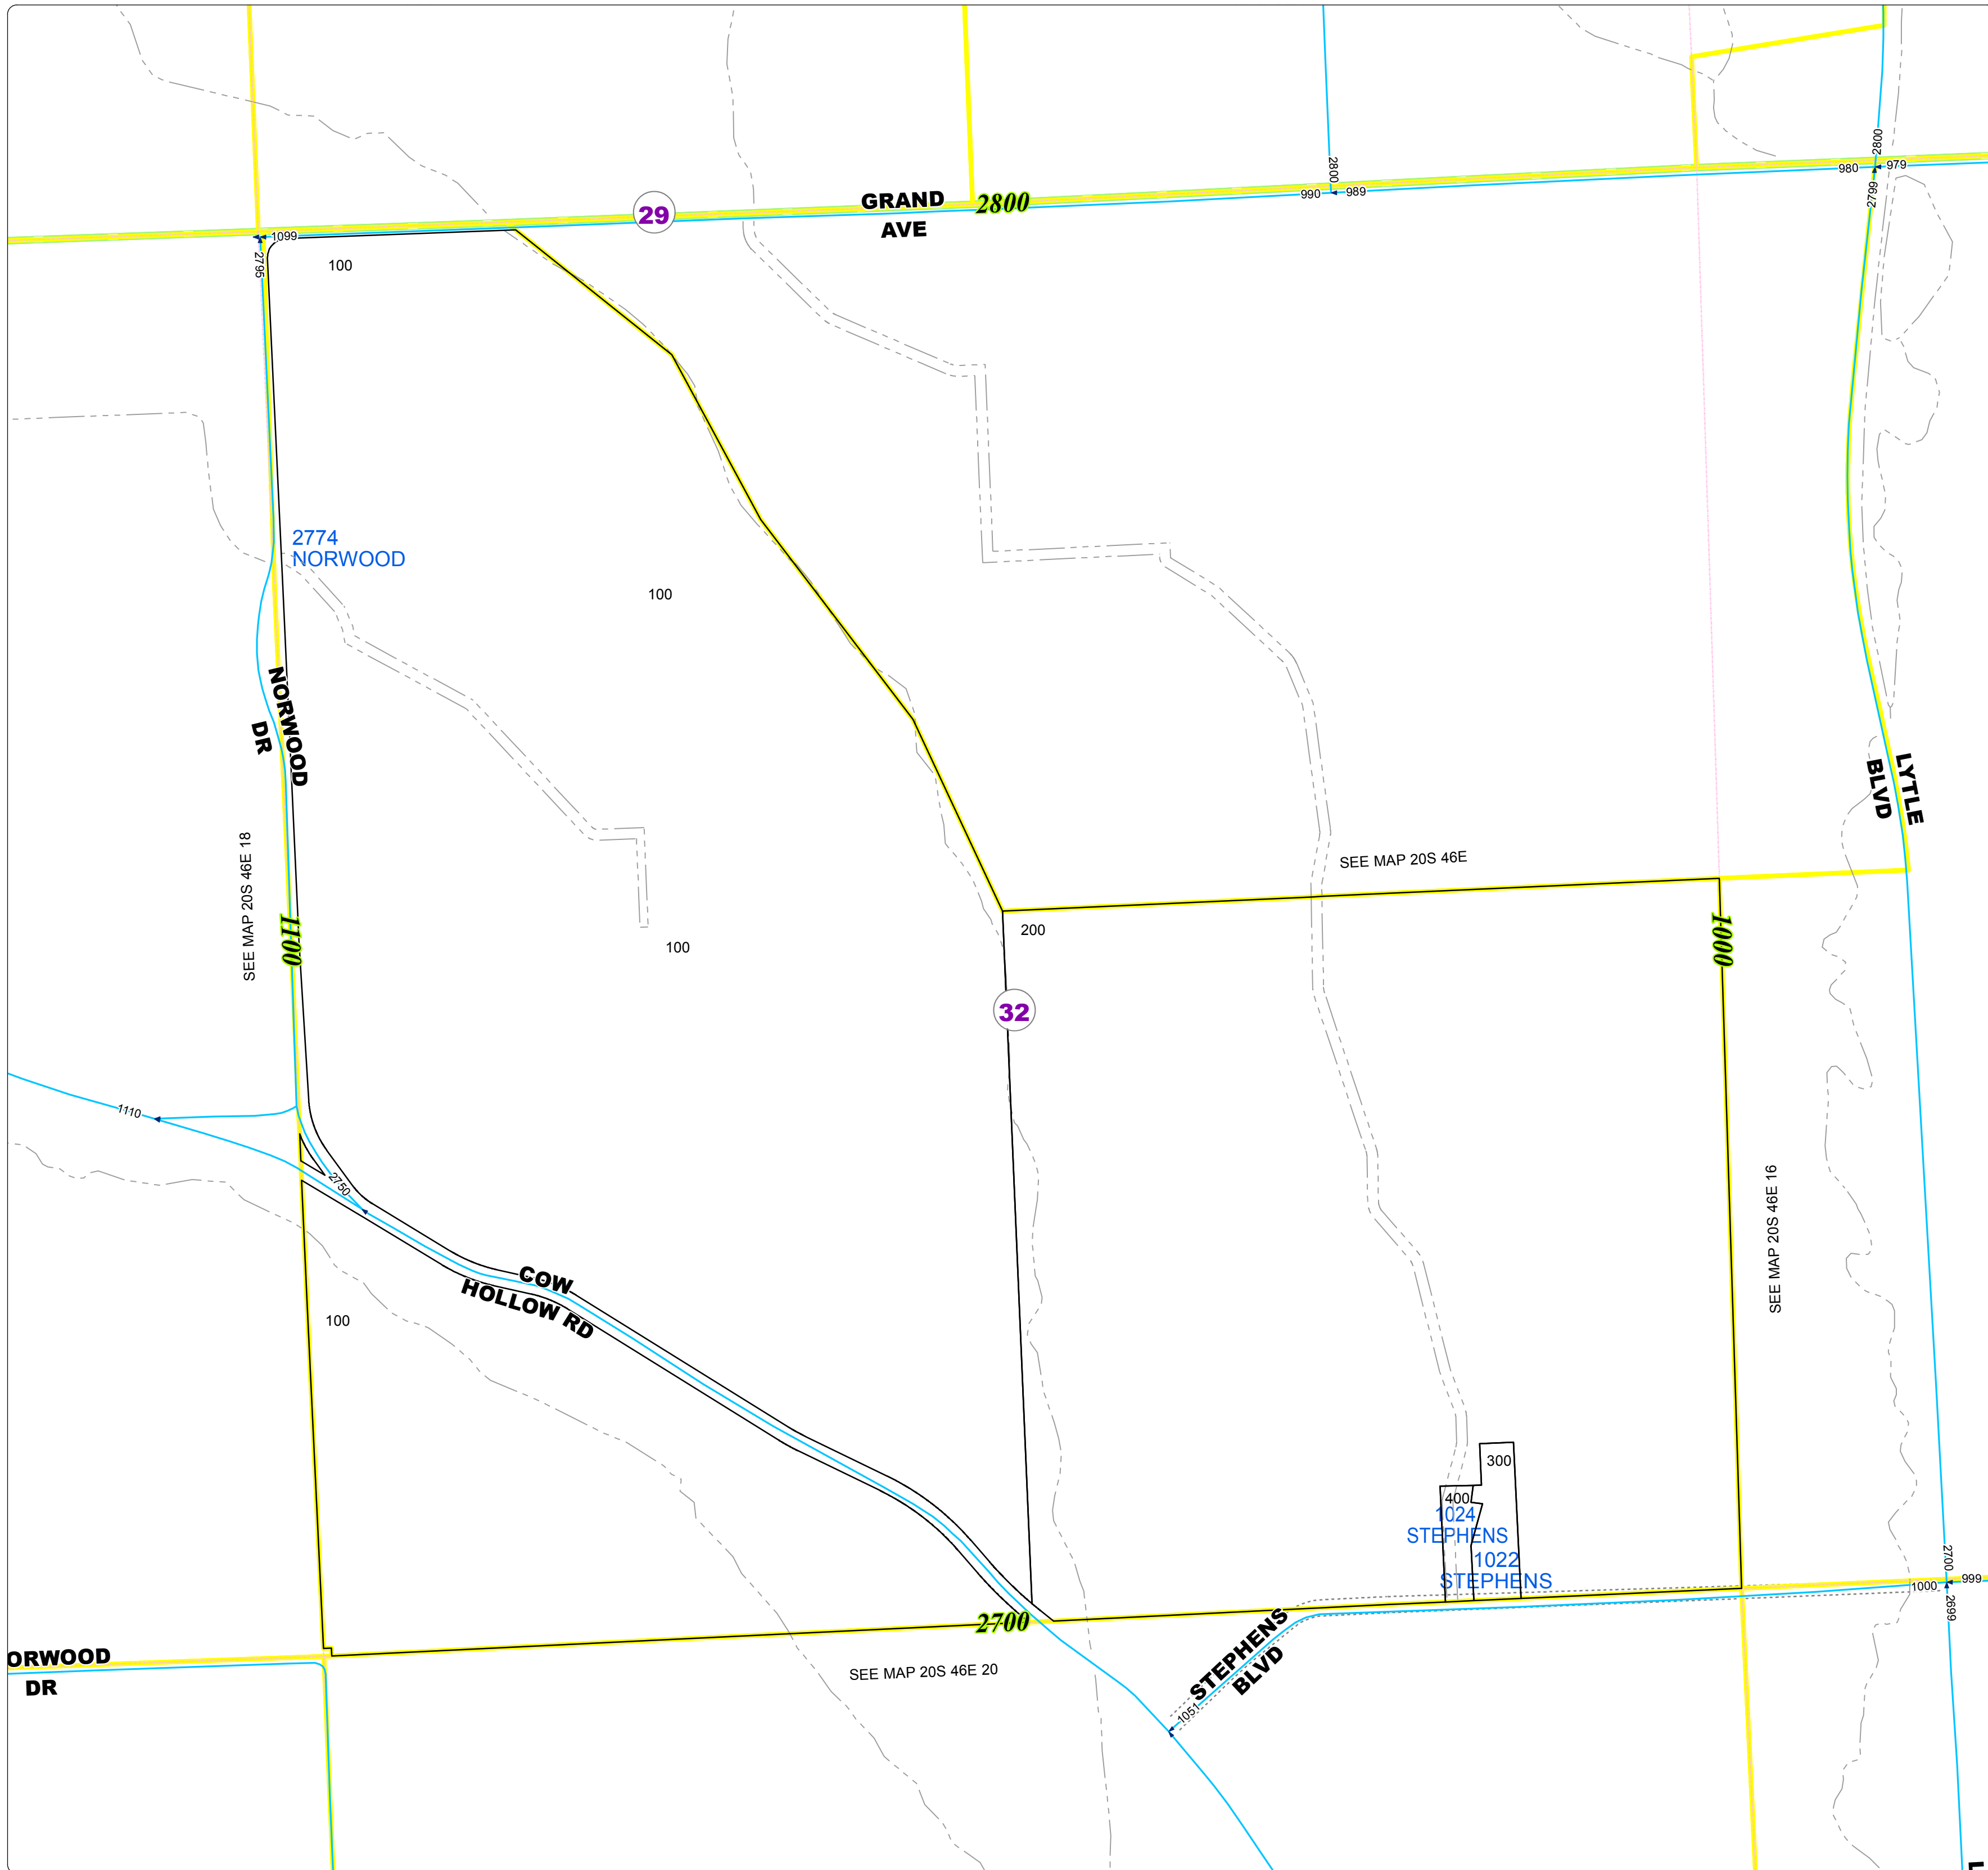 2800
2800
980
979
990
989
2799
GRAND
2800
AVE
29
1099
2795
100
2774
NORWOOD
100
NORWOOD
DR
LYTLE
BLVD
SEE MAP 20S 46E
SEE MAP 20S 46E 18
1100
100
200
1000
32
1110
2750
SEE MAP 20S 46E 16
COW
HOLLOW RD
100
300
400
1024
STEPHENS
1022
STEPHENS
2700
999
1000
2699
2700
STEPHENS
BLVD
ORWOOD
DR
SEE MAP 20S 46E 20
1051
L